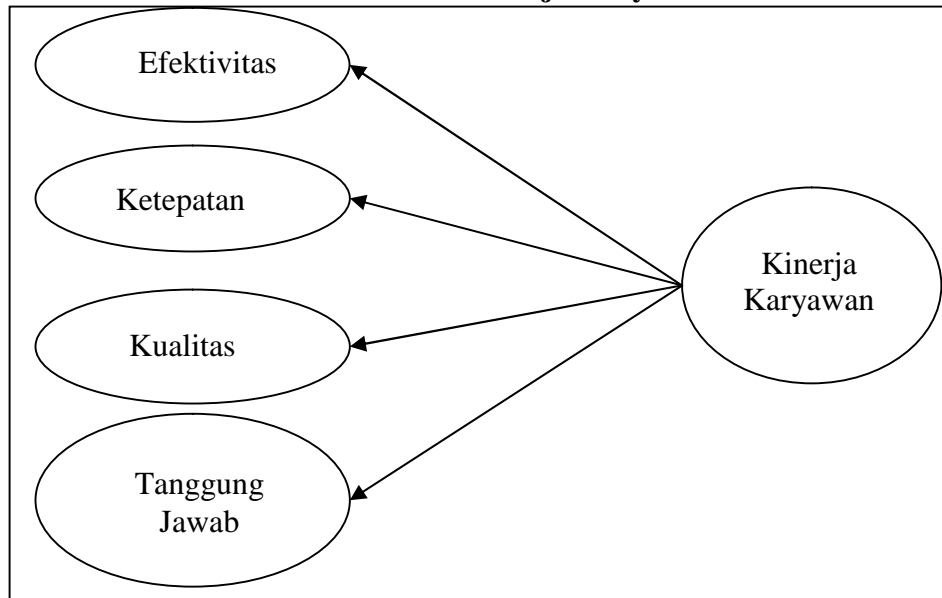 Efektivitas
Ketepatan
Kualitas
Tanggung
Jawab
Kinerja
Karyawan